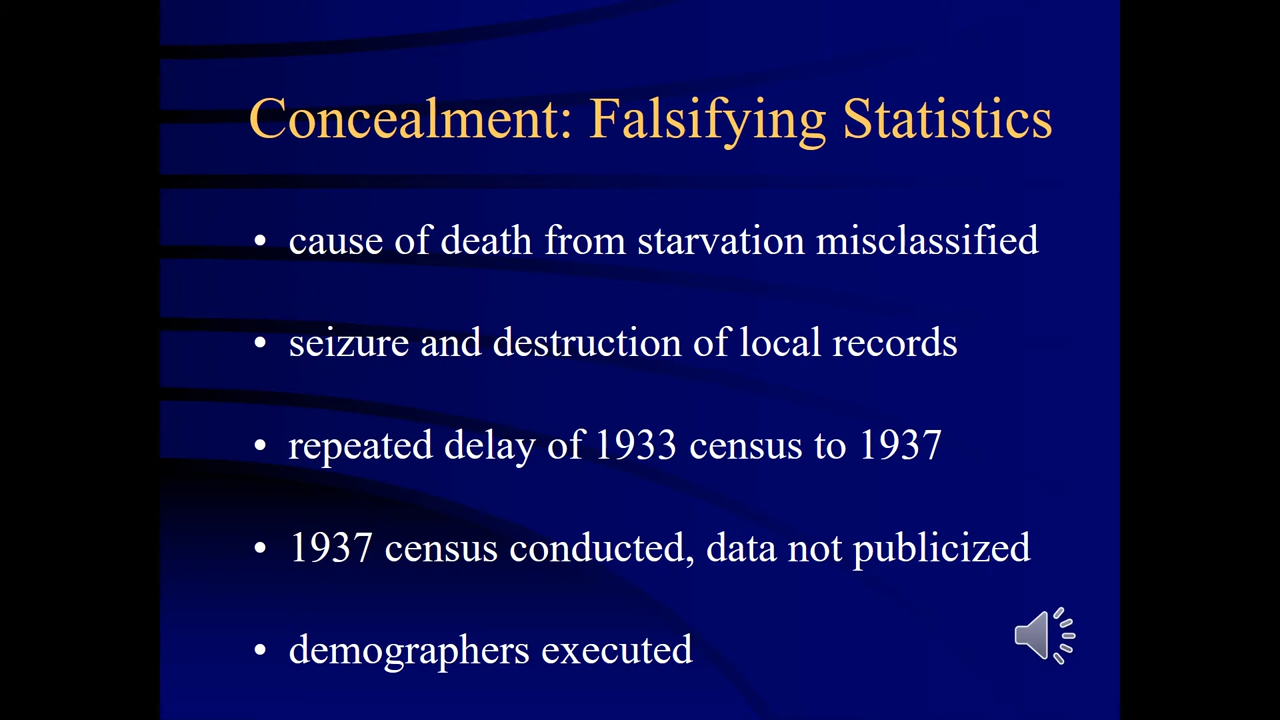 Concealment: Falsifying Statistics
• cause of death from starvation misclassified
• seizure and destruction of local records
• repeated delay of 1933 census to 1937
• 1937 census conducted, data not publicized
• demographers executed